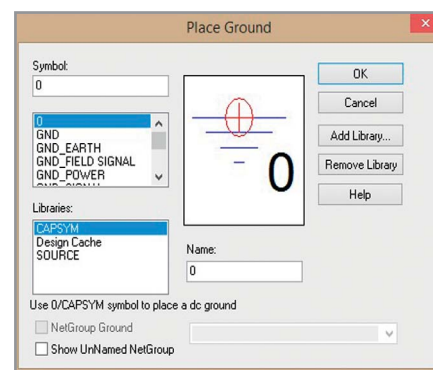 Place Ground
Symbol:
0
0
GND
GND_EARTH
GND_FIELD SIGNAL
GND_POWER
Libraries:
CAPSYM
Design Cache
SOURCE
0
Name:
0
OK
Cancel
Add Library...
Remove Library
Help
Use 0/CAPSYM symbol to place a dc ground
NetGroup Ground
Show UnNamed NetGroup